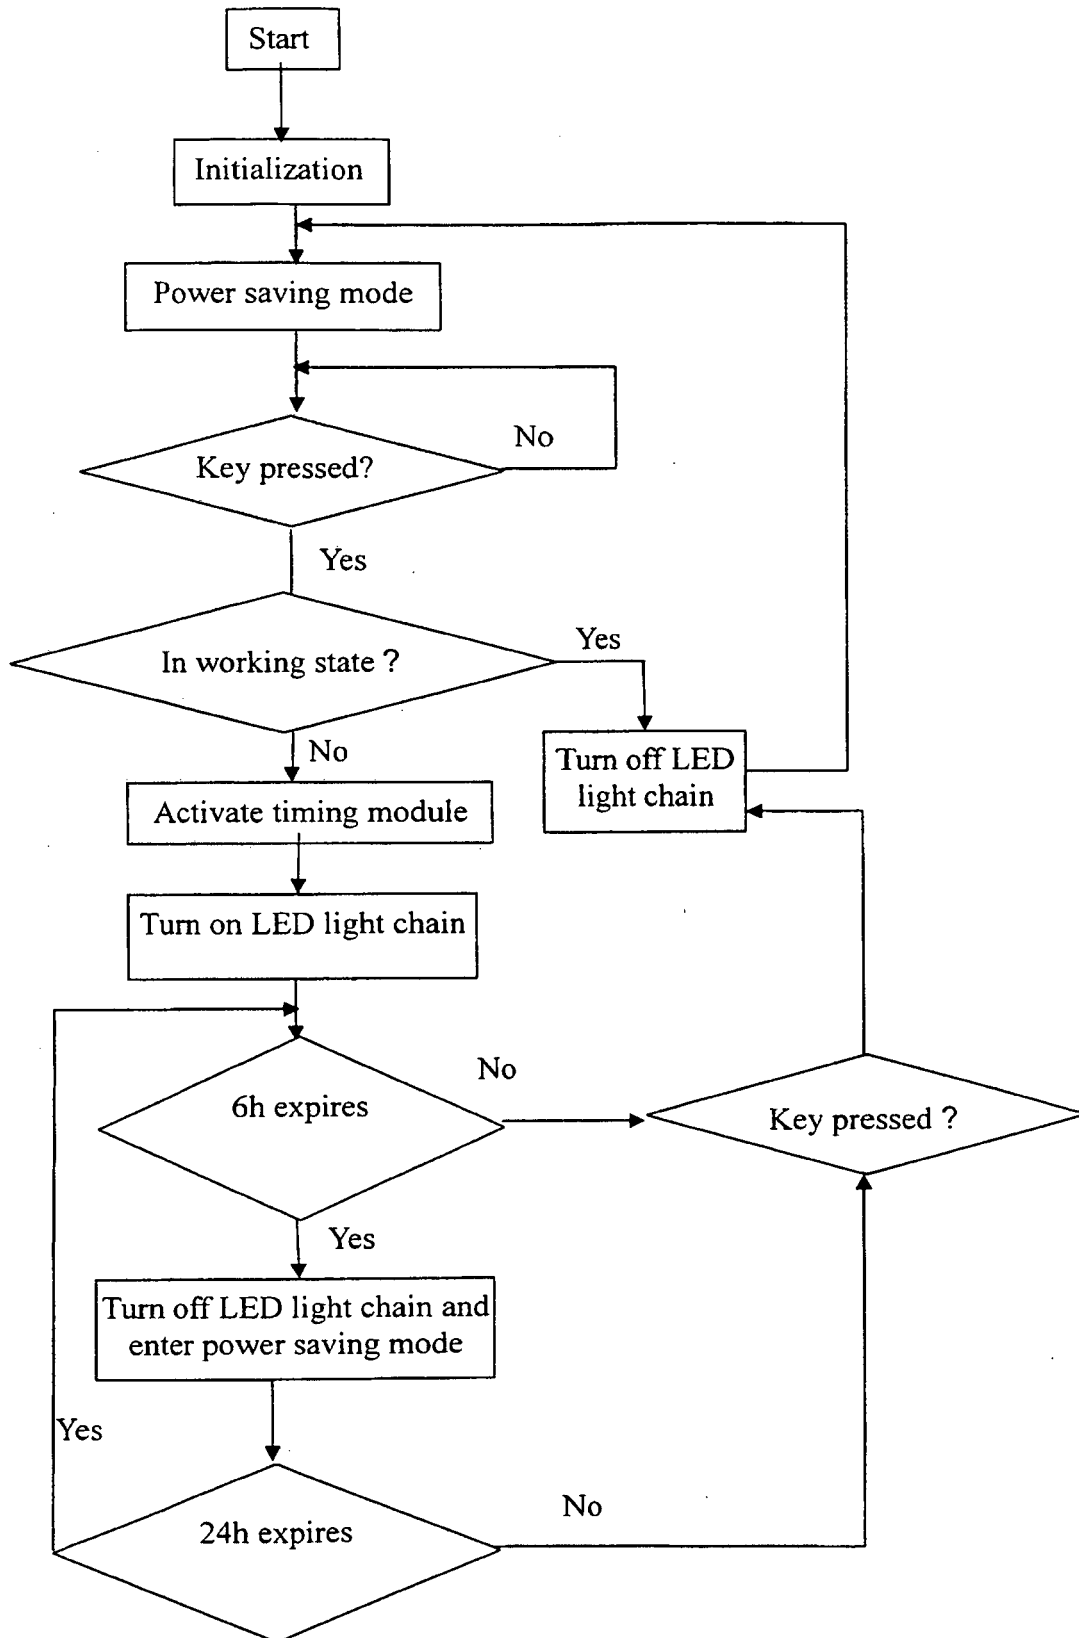 Start
Initialization
Power saving mode
No
Key pressed?
Yes
In working state ?
Yes
No
Turn off LED
light chain
Activate timing module
Turn on LED light chain
No
6h expires
Key pressed ?
Yes
Turn off LED light chain and
enter power saving mode
Yes
No
24h expires